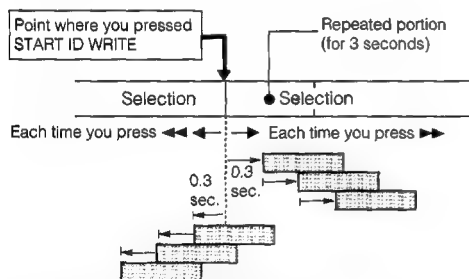 Point where you pressed
START ID WRITE
Repeated portion
(for 3 seconds)
Selection
Selection
Each time you press ◀◀
Each time you press ▶▶
0.3
sec.
0.3
sec.